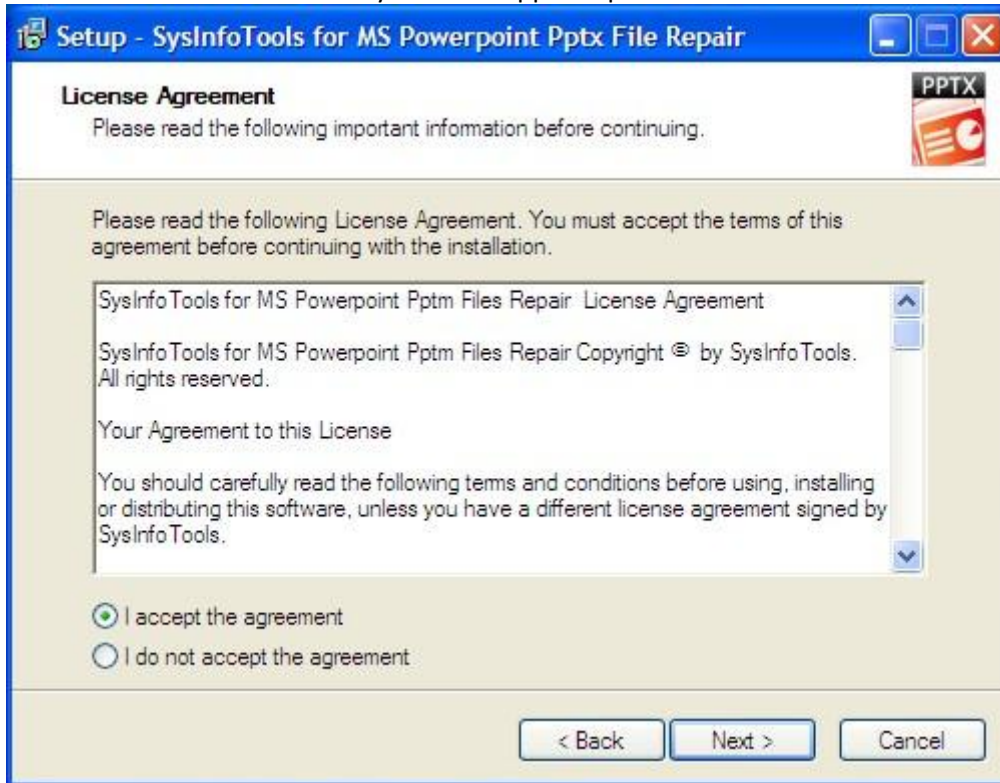 Setup - SysInfoTools for MS Powerpoint Pptx File Repair
License Agreement
Please read the following important information before continuing.
PPTX
Please read the following License Agreement. You must accept the terms of this
agreement before continuing with the installation.
SysInfoTools for MS Powerpoint Pptm Files Repair License Agreement
SysInfoTools for MS Powerpoint Pptm Files Repair Copyright © by SysInfoTools.
All rights reserved.
Your Agreement to this License
You should carefully read the following terms and conditions before using, installing
or distributing this software, unless you have a different license agreement signed by
SysInfoTools.
I accept the agreement
I do not accept the agreement
< Back Next > Cancel